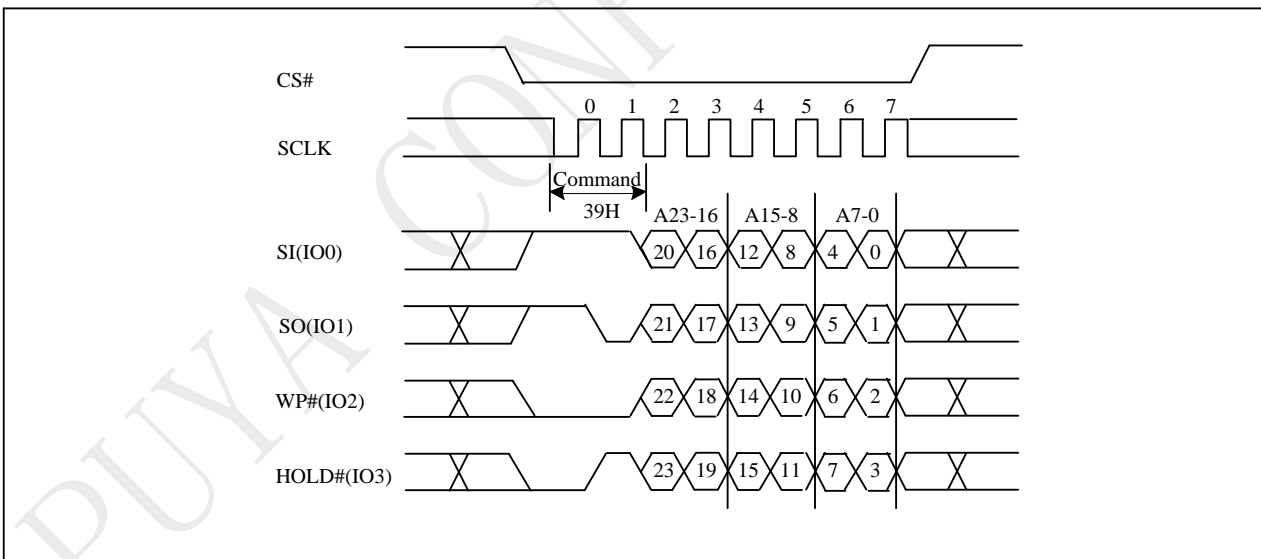 PUYA CONF
CS#
0 1 2 3 4 5 6 7
SCLK
Command
39H
A23-16 A15-8 A7-0
SI(IO0) 20 16 12 8 4 0
SO(IO1) 21 17 13 9 5 1
WP#(IO2) 22 18 14 10 6 2
HOLD#(IO3) 23 19 15 11 7 3